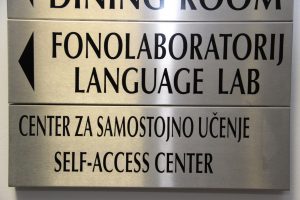 DINING ROOM
FONOLABORATORIJ
LANGUAGE LAB
CENTER ZA SAMOSTOJNO UČENJE
SELF-ACCESS CENTER